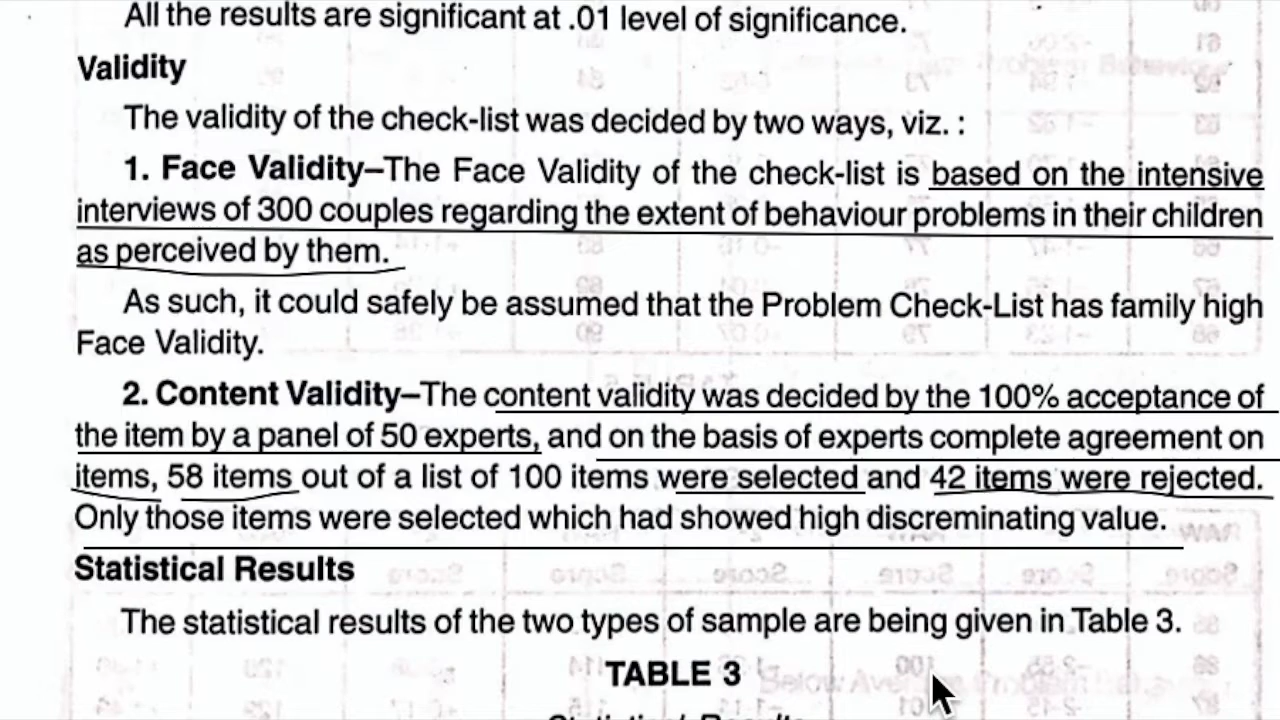 All the results are significant at .01 level of significance.
Validity
The validity of the check-list was decided by two ways, viz. :
1. Face Validity–The Face Validity of the check-list is based on the intensive
interviews of 300 couples regarding the extent of behaviour problems in their children
as perceived by them.
As such, it could safely be assumed that the Problem Check-List has family high
Face Validity.
2. Content Validity–The content validity was decided by the 100% acceptance of
the item by a panel of 50 experts, and on the basis of experts complete agreement on
items, 58 items out of a list of 100 items were selected and 42 items were rejected.
Only those items were selected which had showed high discriminating value.
Statistical Results
The statistical results of the two types of sample are being given in Table 3.
TABLE 3
Statistical Results